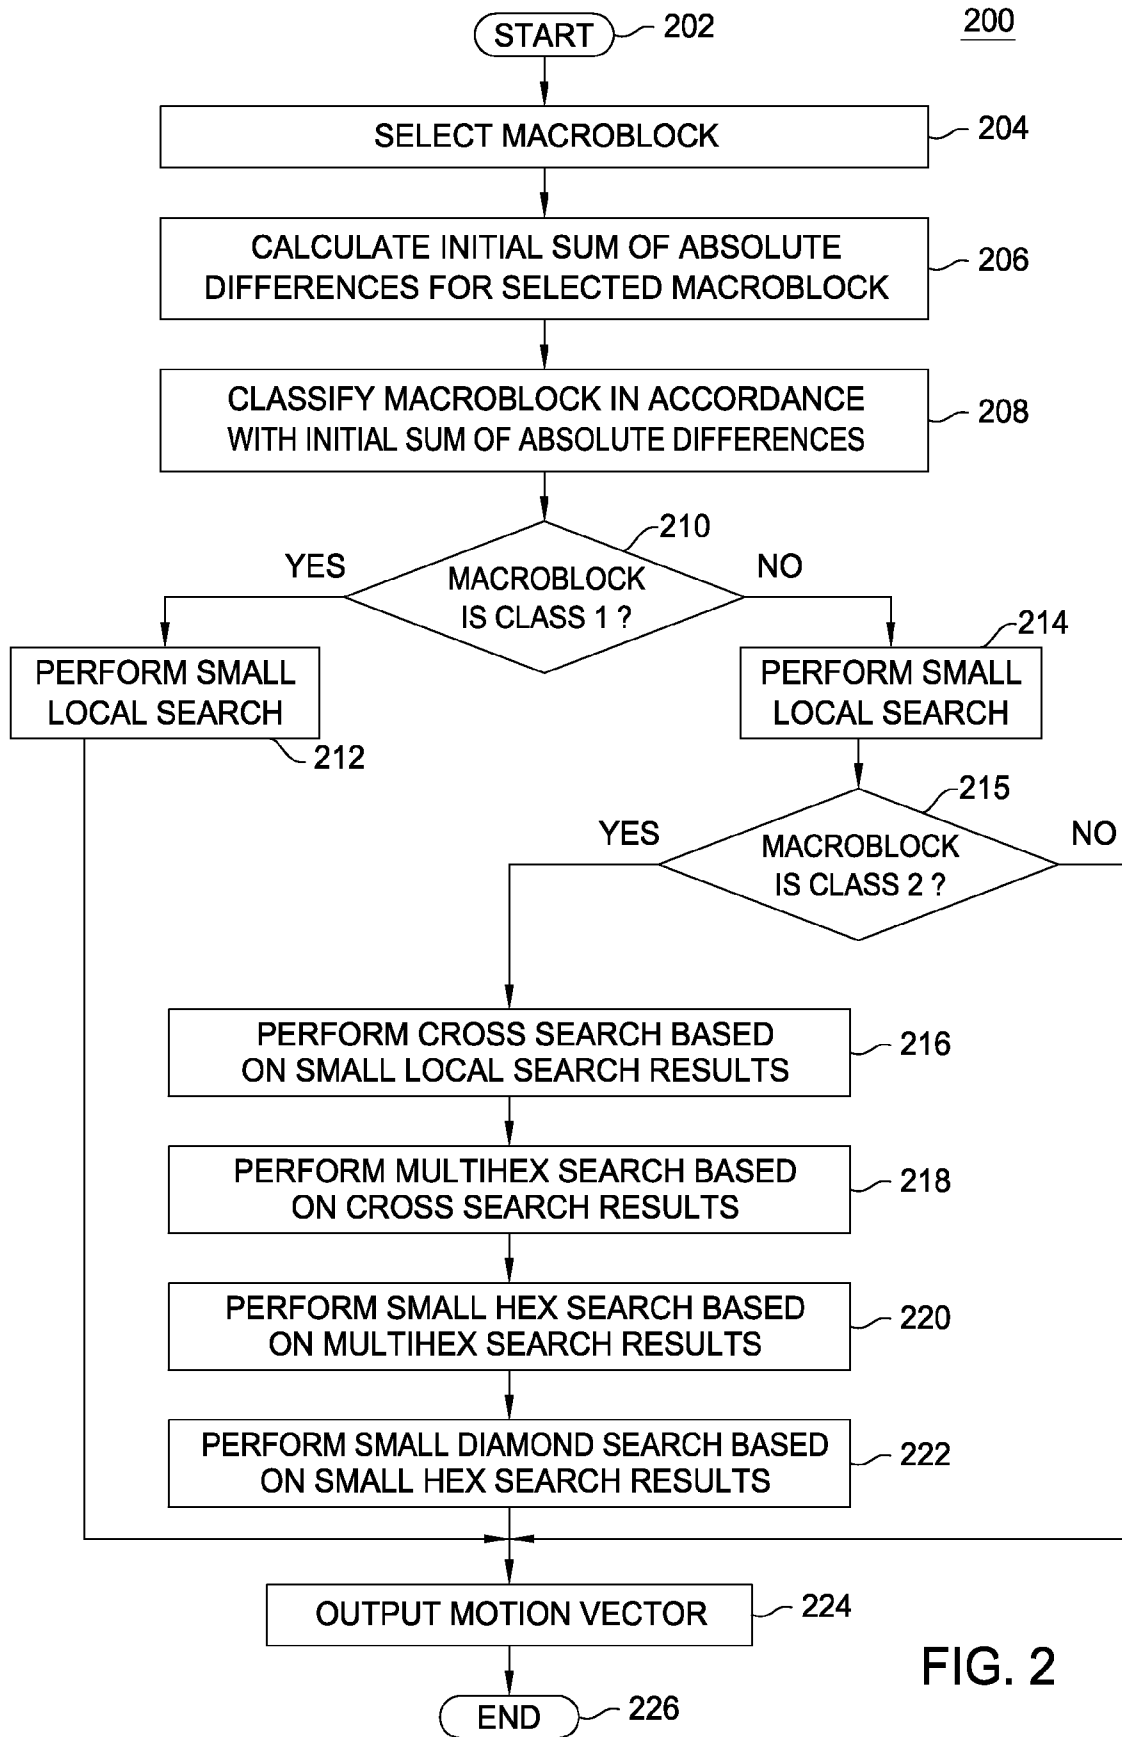 START
202
200
SELECT MACROBLOCK
204
CALCULATE INITIAL SUM OF ABSOLUTE
DIFFERENCES FOR SELECTED MACROBLOCK
206
CLASSIFY MACROBLOCK IN ACCORDANCE
WITH INITIAL SUM OF ABSOLUTE DIFFERENCES
208
210
YES
NO
MACROBLOCK
IS CLASS 1 ?
214
PERFORM SMALL
LOCAL SEARCH
212
PERFORM SMALL
LOCAL SEARCH
215
YES
NO
MACROBLOCK
IS CLASS 2 ?
PERFORM CROSS SEARCH BASED
ON SMALL LOCAL SEARCH RESULTS
216
PERFORM MULTIHEX SEARCH BASED
ON CROSS SEARCH RESULTS
218
PERFORM SMALL HEX SEARCH BASED
ON MULTIHEX SEARCH RESULTS
220
PERFORM SMALL DIAMOND SEARCH BASED
ON SMALL HEX SEARCH RESULTS
222
OUTPUT MOTION VECTOR
224
END
226
FIG. 2